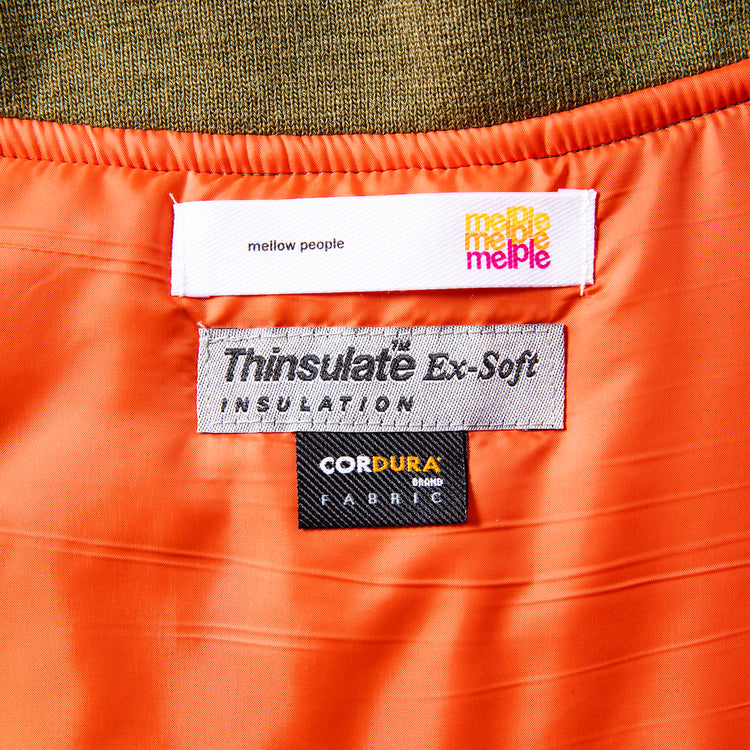 mellow people
melple
melple
melple
Thinsulate™ Ex-Soft
INSULATION
CORDURA®
BRAND
FABRIC